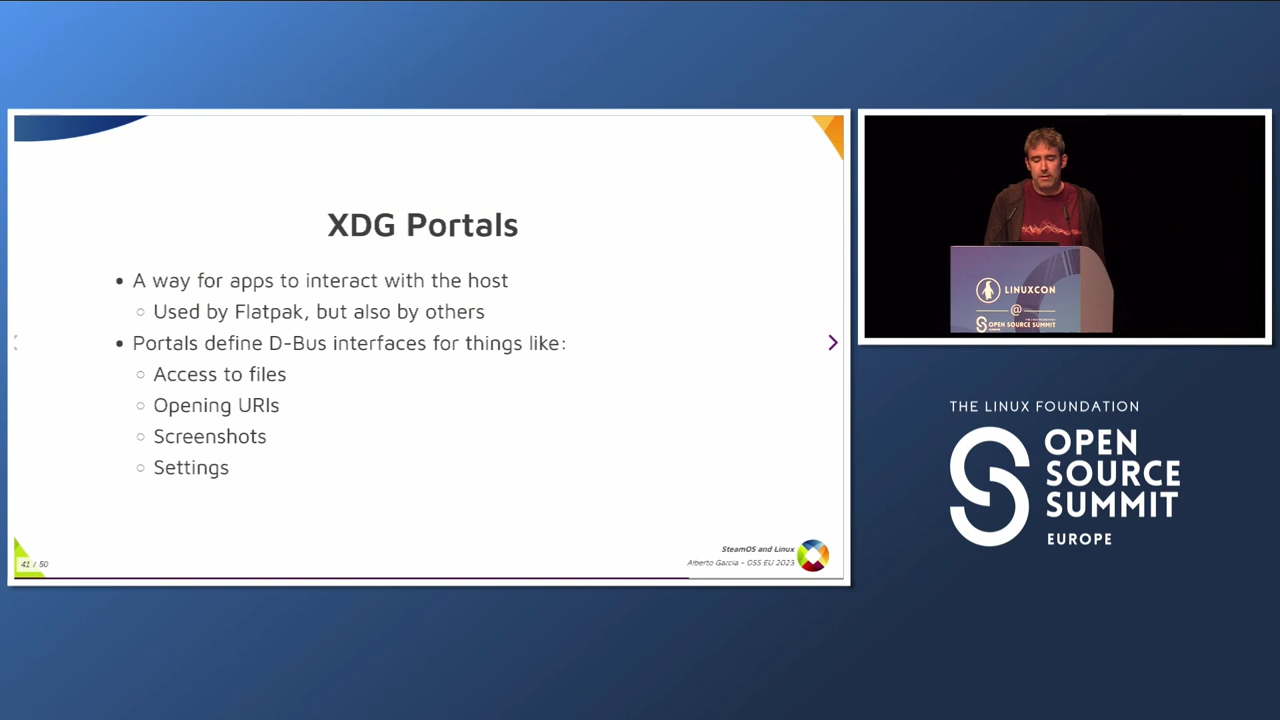 XDG Portals
• A way for apps to interact with the host
○ Used by Flatpak, but also by others
• Portals define D-Bus interfaces for things like:
○ Access to files
○ Opening URIs
○ Screenshots
○ Settings
41 / 50
SteamOS and Linux
Alberto Garcia – OSS EU 2023
LINUXCON
@
OPEN SOURCE SUMMIT
THE LINUX FOUNDATION
OPEN
SOURCE
SUMMIT
EUROPE